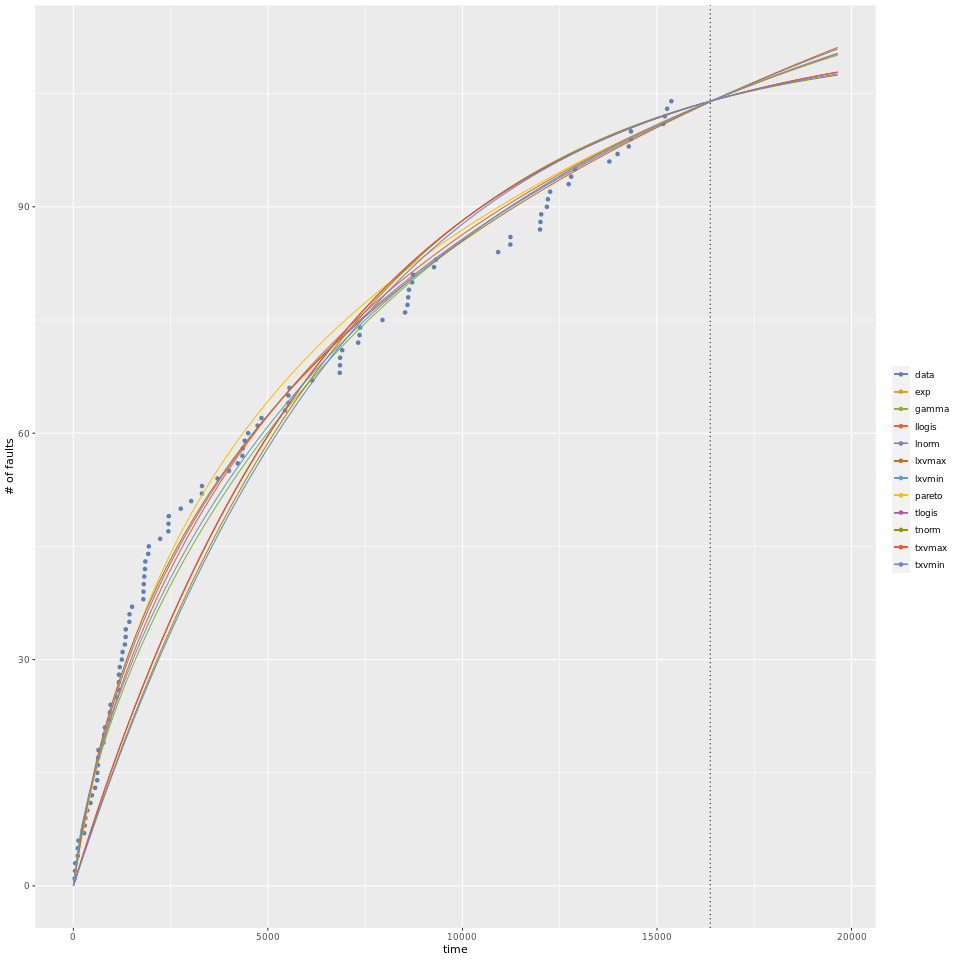 # of faults
90
60
30
0
0 5000 10000 15000 20000
time
data
exp
gamma
llogis
lnorm
lxvmax
lxvmin
pareto
tlogis
tnorm
txvmax
txvmin